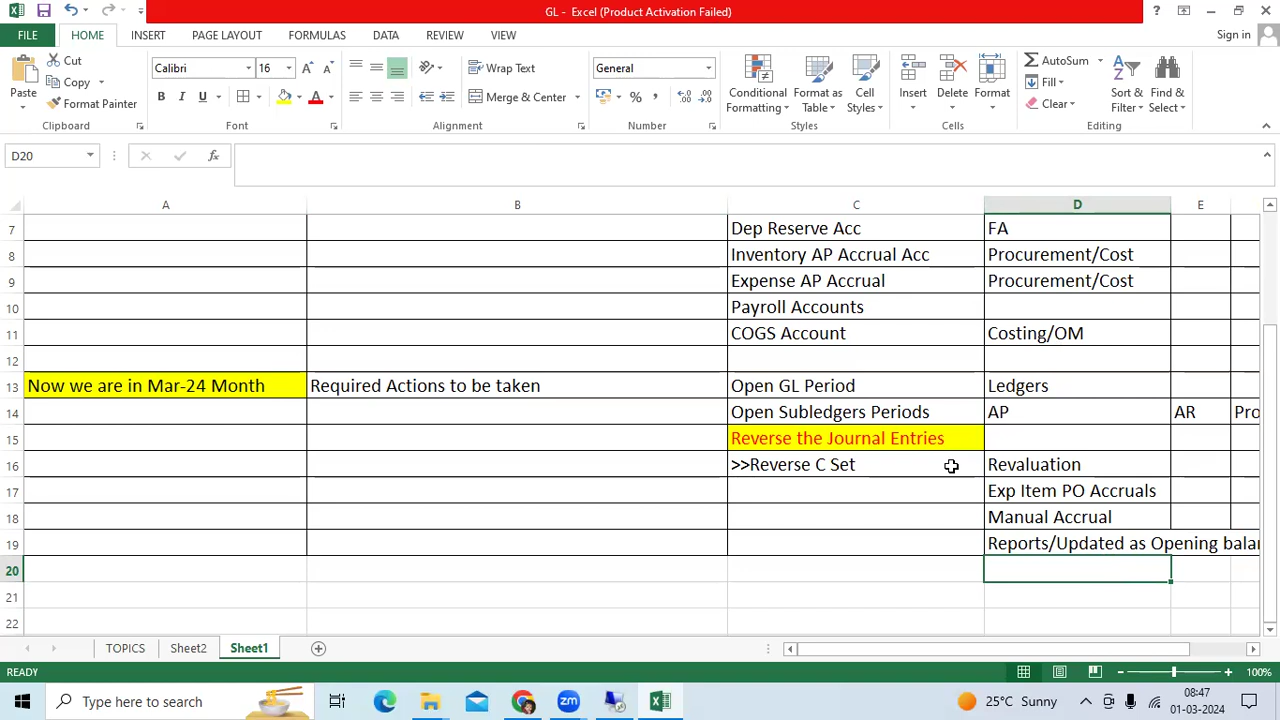 GL - Excel (Product Activation Failed)
?
FILE HOME INSERT PAGE LAYOUT FORMULAS DATA REVIEW VIEW Sign in
Paste
Cut
Copy
Format Painter
Clipboard
Calibri 16
B I U
Font
Wrap Text
Merge & Center
Alignment
General
%
Number
Conditional Formatting
Format as Table
Cell Styles
Styles
Insert Delete Format
Cells
AutoSum
Fill
Clear
Sort & Filter
Find & Select
Editing
D20
fx
A B C D E
7 Dep Reserve Acc FA
8 Inventory AP Accrual Acc Procurement/Cost
9 Expense AP Accrual Procurement/Cost
10 Payroll Accounts
11 COGS Account Costing/OM
12
13 Now we are in Mar-24 Month Required Actions to be taken Open GL Period Ledgers
14 Open Subledgers Periods AP AR Pro
15 Reverse the Journal Entries
16 >>Reverse C Set Revaluation
17 Exp Item PO Accruals
18 Manual Accrual
19 Reports/Updated as Opening balan
20
21
22
TOPICS Sheet2 Sheet1
READY 100%
Type here to search
zm
25°C Sunny
08:47
01-03-2024